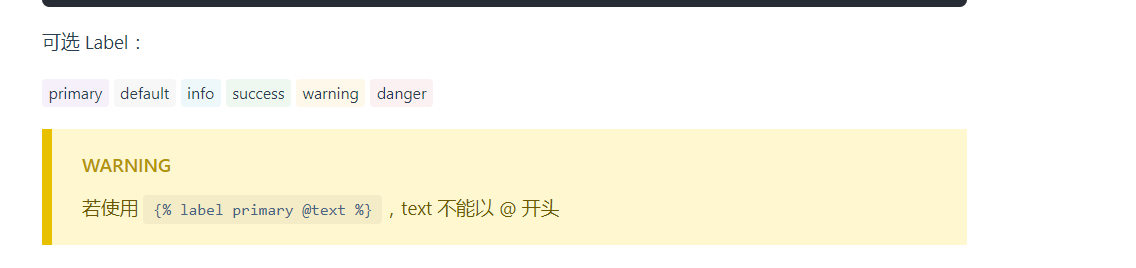 可选 Label：
primary default info success warning danger
WARNING
若使用 {% label primary @text %} ，text 不能以 @ 开头